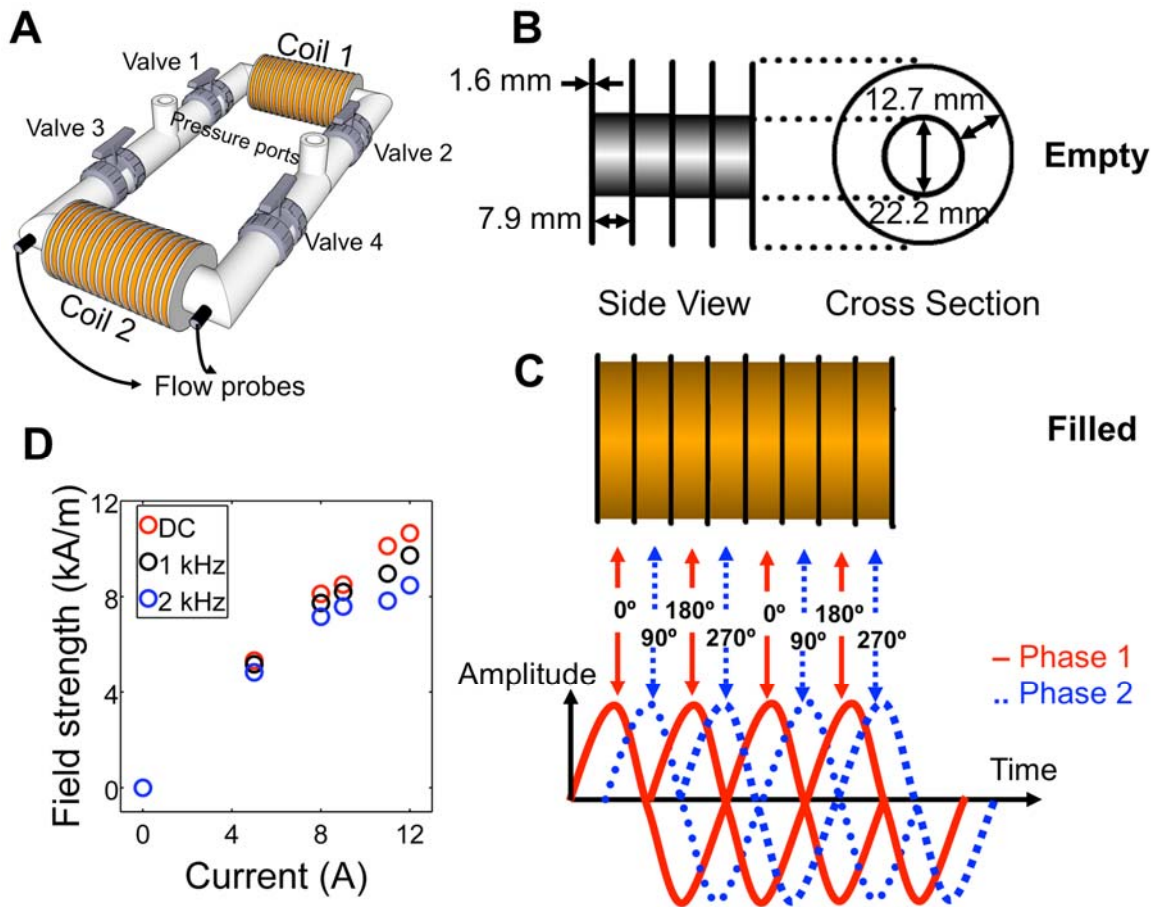 A
Coil 1
Valve 1
Valve 3
Pressure ports
Valve 2
Valve 4
Coil 2
Flow probes
B
1.6 mm
12.7 mm
Empty
7.9 mm
22.2 mm
Side View
Cross Section
C
Filled
0º
180º
0º
180º
90º
270º
90º
270º
Amplitude
Phase 1
Phase 2
Time
D
Field strength (kA/m)
12
8
4
0
DC
1 kHz
2 kHz
0
4
8
12
Current (A)